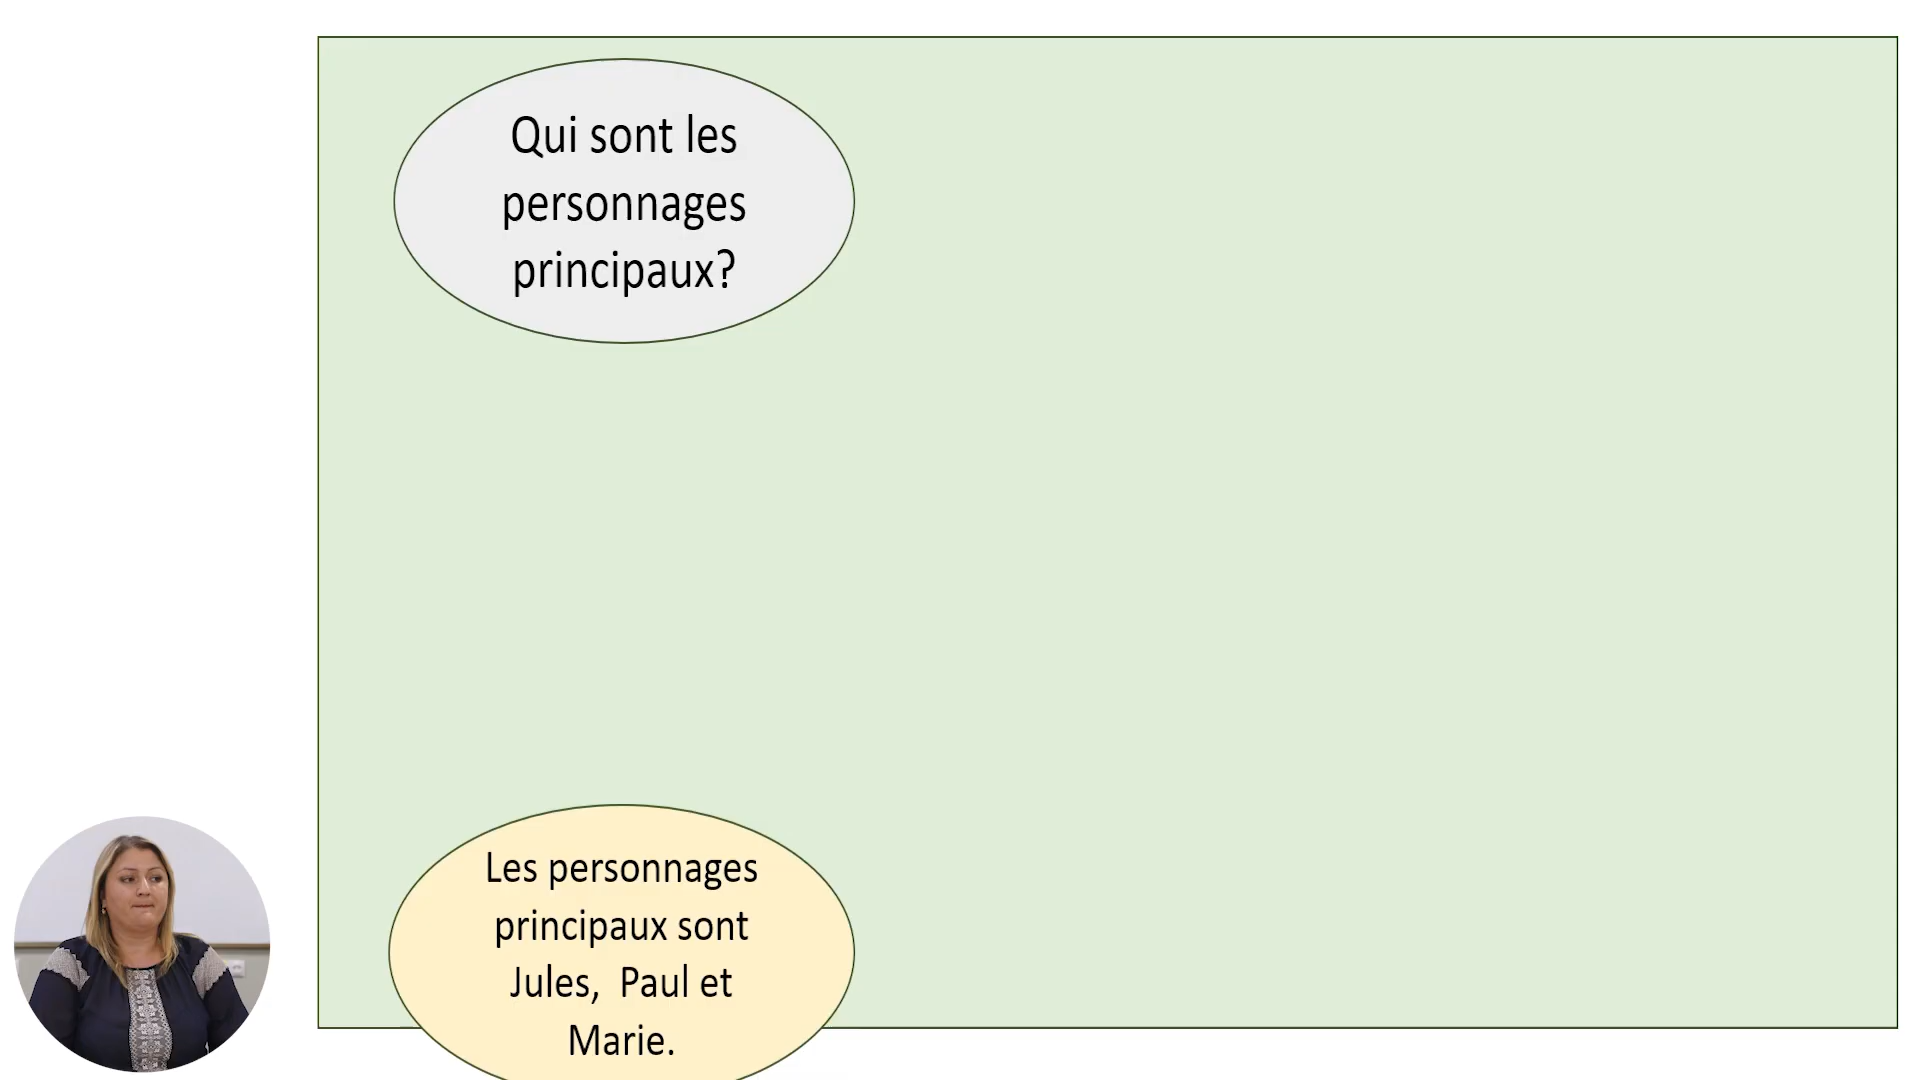 Qui sont les
personnages
principaux?
Les personnages
principaux sont
Jules,  Paul et
Marie.